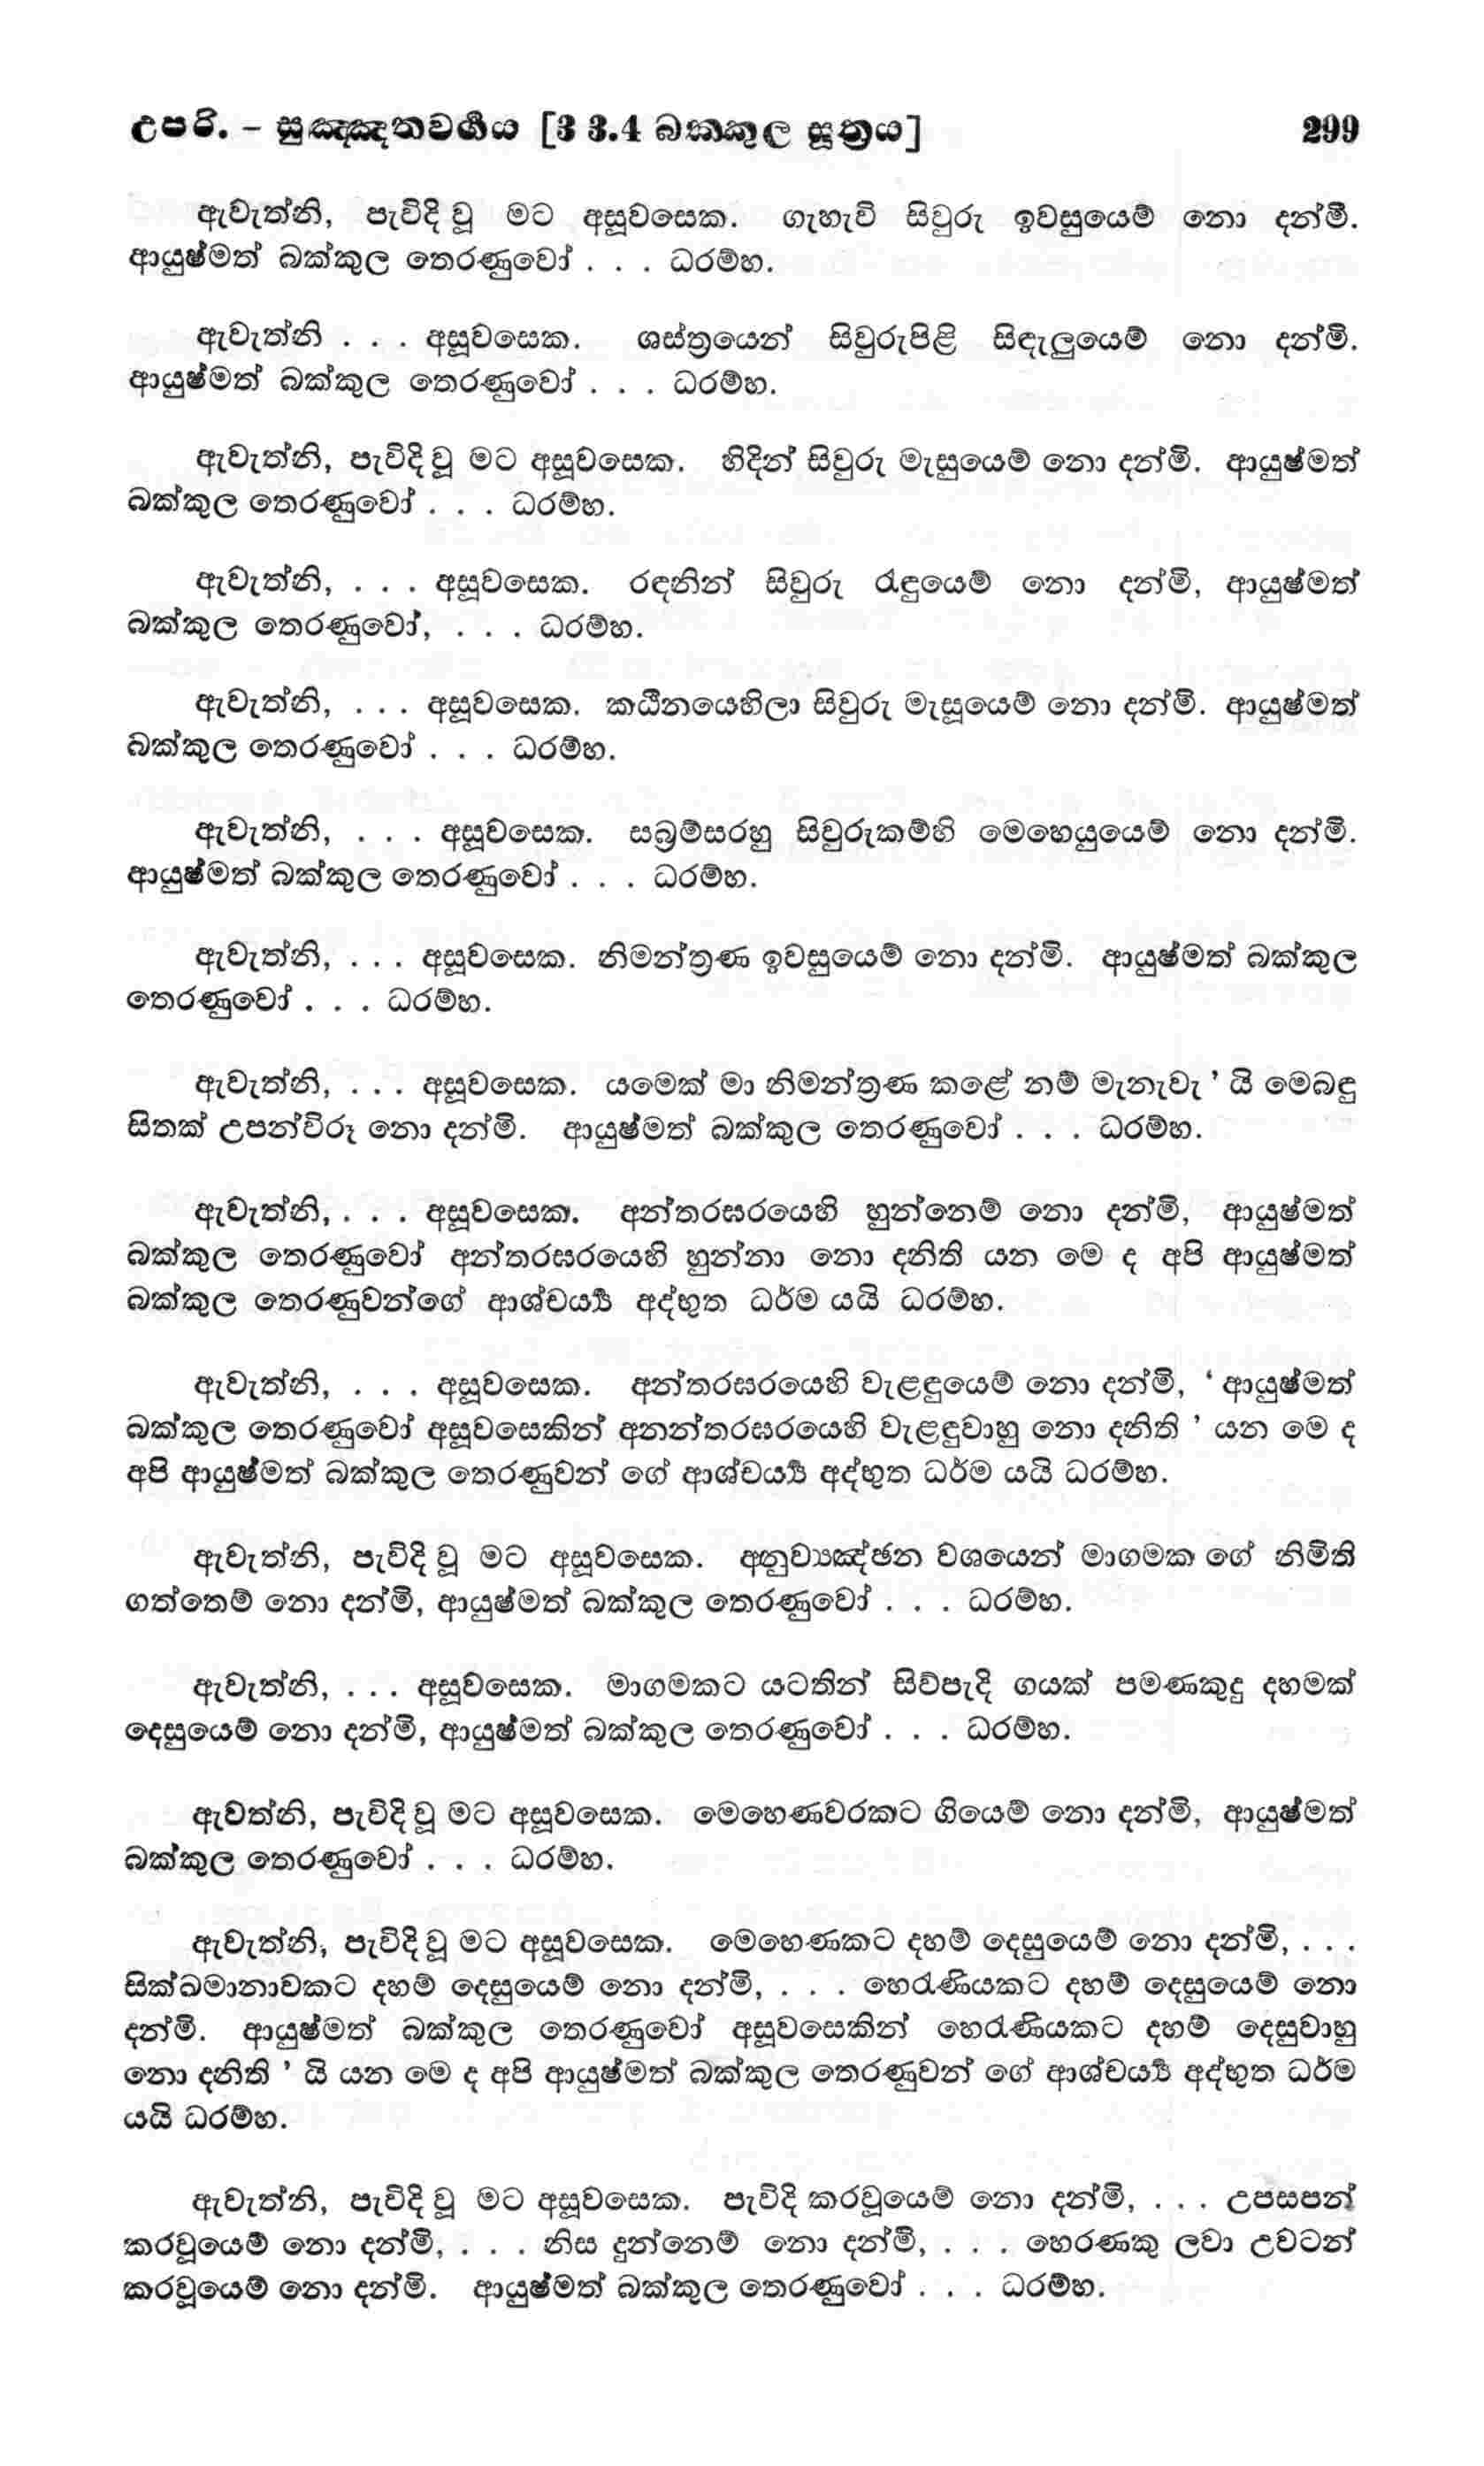 උපරි. – සුඤ්ඤතවර්‍ගය [3 3.4 බක්කුල සූත්‍රය] 299
ඇවැත්නි, පැවිදි වූ මට අසූවසෙක. ගැහැවි සිවුරු ඉවසුයෙම් නො දන්මි.
ආයුෂ්මත් බක්කුල තෙරණුවෝ . . . ධරම්හ.
ඇවැත්නි . . . අසූවසෙක. ශස්ත්‍රයෙන් සිවුරුපිළි සිඳැලුයෙම් නො දන්මි.
ආයුෂ්මත් බක්කුල තෙරණුවෝ . . . ධරම්හ.
ඇවැත්නි, පැවිදි වූ මට අසූවසෙක. හිදින් සිවුරු මැසුයෙම් නො දන්මි. ආයුෂ්මත්
බක්කුල තෙරණුවෝ . . . ධරම්හ.
ඇවැත්නි, . . . අසූවසෙක. රඳනින් සිවුරු රැඳුයෙම් නො දන්මි, ආයුෂ්මත්
බක්කුල තෙරණුවෝ, . . . ධරම්හ.
ඇවැත්නි, . . . අසූවසෙක. කඨිනයෙහිලා සිවුරු මැසූයෙම් නො දන්මි. ආයුෂ්මත්
බක්කුල තෙරණුවෝ . . . ධරම්හ.
ඇවැත්නි, . . . අසූවසෙක. සබ්‍රම්සරහු සිවුරුකම්හි මෙහෙයුයෙම් නො දන්මි.
ආයුෂ්මත් බක්කුල තෙරණුවෝ . . . ධරම්හ.
ඇවැත්නි, . . . අසූවසෙක. නිමන්ත්‍රණ ඉවසුයෙම් නො දන්මි. ආයුෂ්මත් බක්කුල
තෙරණුවෝ . . . ධරම්හ.
ඇවැත්නි, . . . අසූවසෙක. යමෙක් මා නිමන්ත්‍රණ කළේ නම් මැනැවැ ’ යි මෙබඳු
සිතක් උපන්විරූ නො දන්මි. ආයුෂ්මත් බක්කුල තෙරණුවෝ . . . ධරම්හ.
ඇවැත්නි, . . . අසූවසෙක. අන්තරඝරයෙහි හුන්නෙම් නො දන්මි, ආයුෂ්මත්
බක්කුල තෙරණුවෝ අන්තරඝරයෙහි හුන්නා නො දනිති යන මෙ ද අපි ආයුෂ්මත්
බක්කුල තෙරණුවන්ගේ ආශ්චර්‍ය්‍ය අද්භුත ධර්ම යයි ධරම්හ.
ඇවැත්නි, . . . අසූවසෙක. අන්තරඝරයෙහි වැළඳුයෙම් නො දන්මි, ‘ ආයුෂ්මත්
බක්කුල තෙරණුවෝ අසූවසෙකින් අනන්තරඝරයෙහි වැළඳුවාහු නො දනිති ’ යන මෙ ද
අපි ආයුෂ්මත් බක්කුල තෙරණුවන් ගේ ආශ්චර්‍ය්‍ය අද්භුත ධර්ම යයි ධරම්හ.
ඇවැත්නි, පැවිදි වූ මට අසූවසෙක. අනුව්‍යඤ්ජන වශයෙන් මාගමක ගේ නිමිති
ගත්තෙම් නො දන්මි, ආයුෂ්මත් බක්කුල තෙරණුවෝ . . . ධරම්හ.
ඇවැත්නි, . . . අසූවසෙක. මාගමකට යටතින් සිව්පැදි ගයක් පමණකුදු දහමක්
දෙසුයෙම් නො දන්මි, ආයුෂ්මත් බක්කුල තෙරණුවෝ . . . ධරම්හ.
ඇවත්නි, පැවිදි වූ මට අසූවසෙක. මෙහෙණවරකට ගියෙම් නො දන්මි, ආයුෂ්මත්
බක්කුල තෙරණුවෝ . . . ධරම්හ.
ඇවැත්නි, පැවිදි වූ මට අසූවසෙක. මෙහෙණකට දහම් දෙසුයෙම් නො දන්මි, . . .
සික්ඛමානාවකට දහම් දෙසුයෙම් නො දන්මි, . . . හෙරැණියකට දහම් දෙසුයෙම් නො
දන්මි. ආයුෂ්මත් බක්කුල තෙරණුවෝ අසූවසෙකින් හෙරැණියකට දහම් දෙසුවාහු
නො දනිති ’ යි යන මෙ ද අපි ආයුෂ්මත් බක්කුල තෙරණුවන් ගේ ආශ්චර්‍ය්‍ය අද්භුත ධර්ම
යයි ධරම්හ.
ඇවැත්නි, පැවිදි වූ මට අසූවසෙක. පැවිදි කරවූයෙම් නො දන්මි, . . . උපසපන්
කරවූයෙම් නො දන්මි, . . . නිස දුන්නෙම් නො දන්මි, . . . හෙරණකු ලවා උවටන්
කරවූයෙම් නො දන්මි. ආයුෂ්මත් බක්කුල තෙරණුවෝ . . . ධරම්හ.